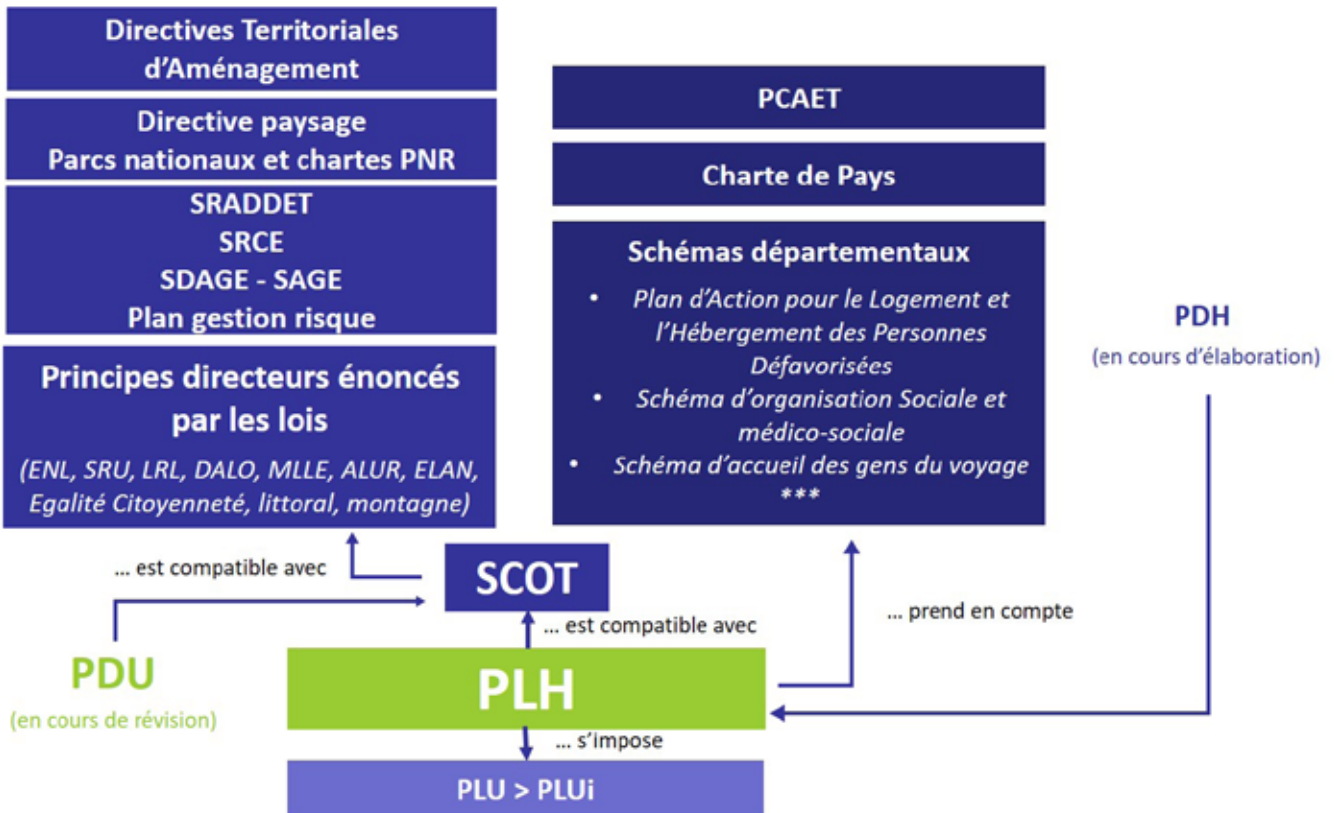 Directives Territoriales
d'Aménagement
Directive paysage
Parcs nationaux et chartes PNR
SRADDET
SRCE
SDAGE - SAGE
Plan gestion risque
Principes directeurs énoncés
par les lois
(ENL, SRU, LRL, DALO, MLLE, ALUR, ELAN,
Egalité Citoyenneté, littoral, montagne)
PCAET
Charte de Pays
Schémas départementaux
• Plan d'Action pour le Logement et
l'Hébergement des Personnes
Défavorisées
• Schéma d'organisation Sociale et
médico-sociale
• Schéma d'accueil des gens du voyage
***
PDH
(en cours d'élaboration)
... est compatible avec
SCOT
... est compatible avec
... prend en compte
PDU
(en cours de révision)
PLH
... s'impose
PLU > PLUi